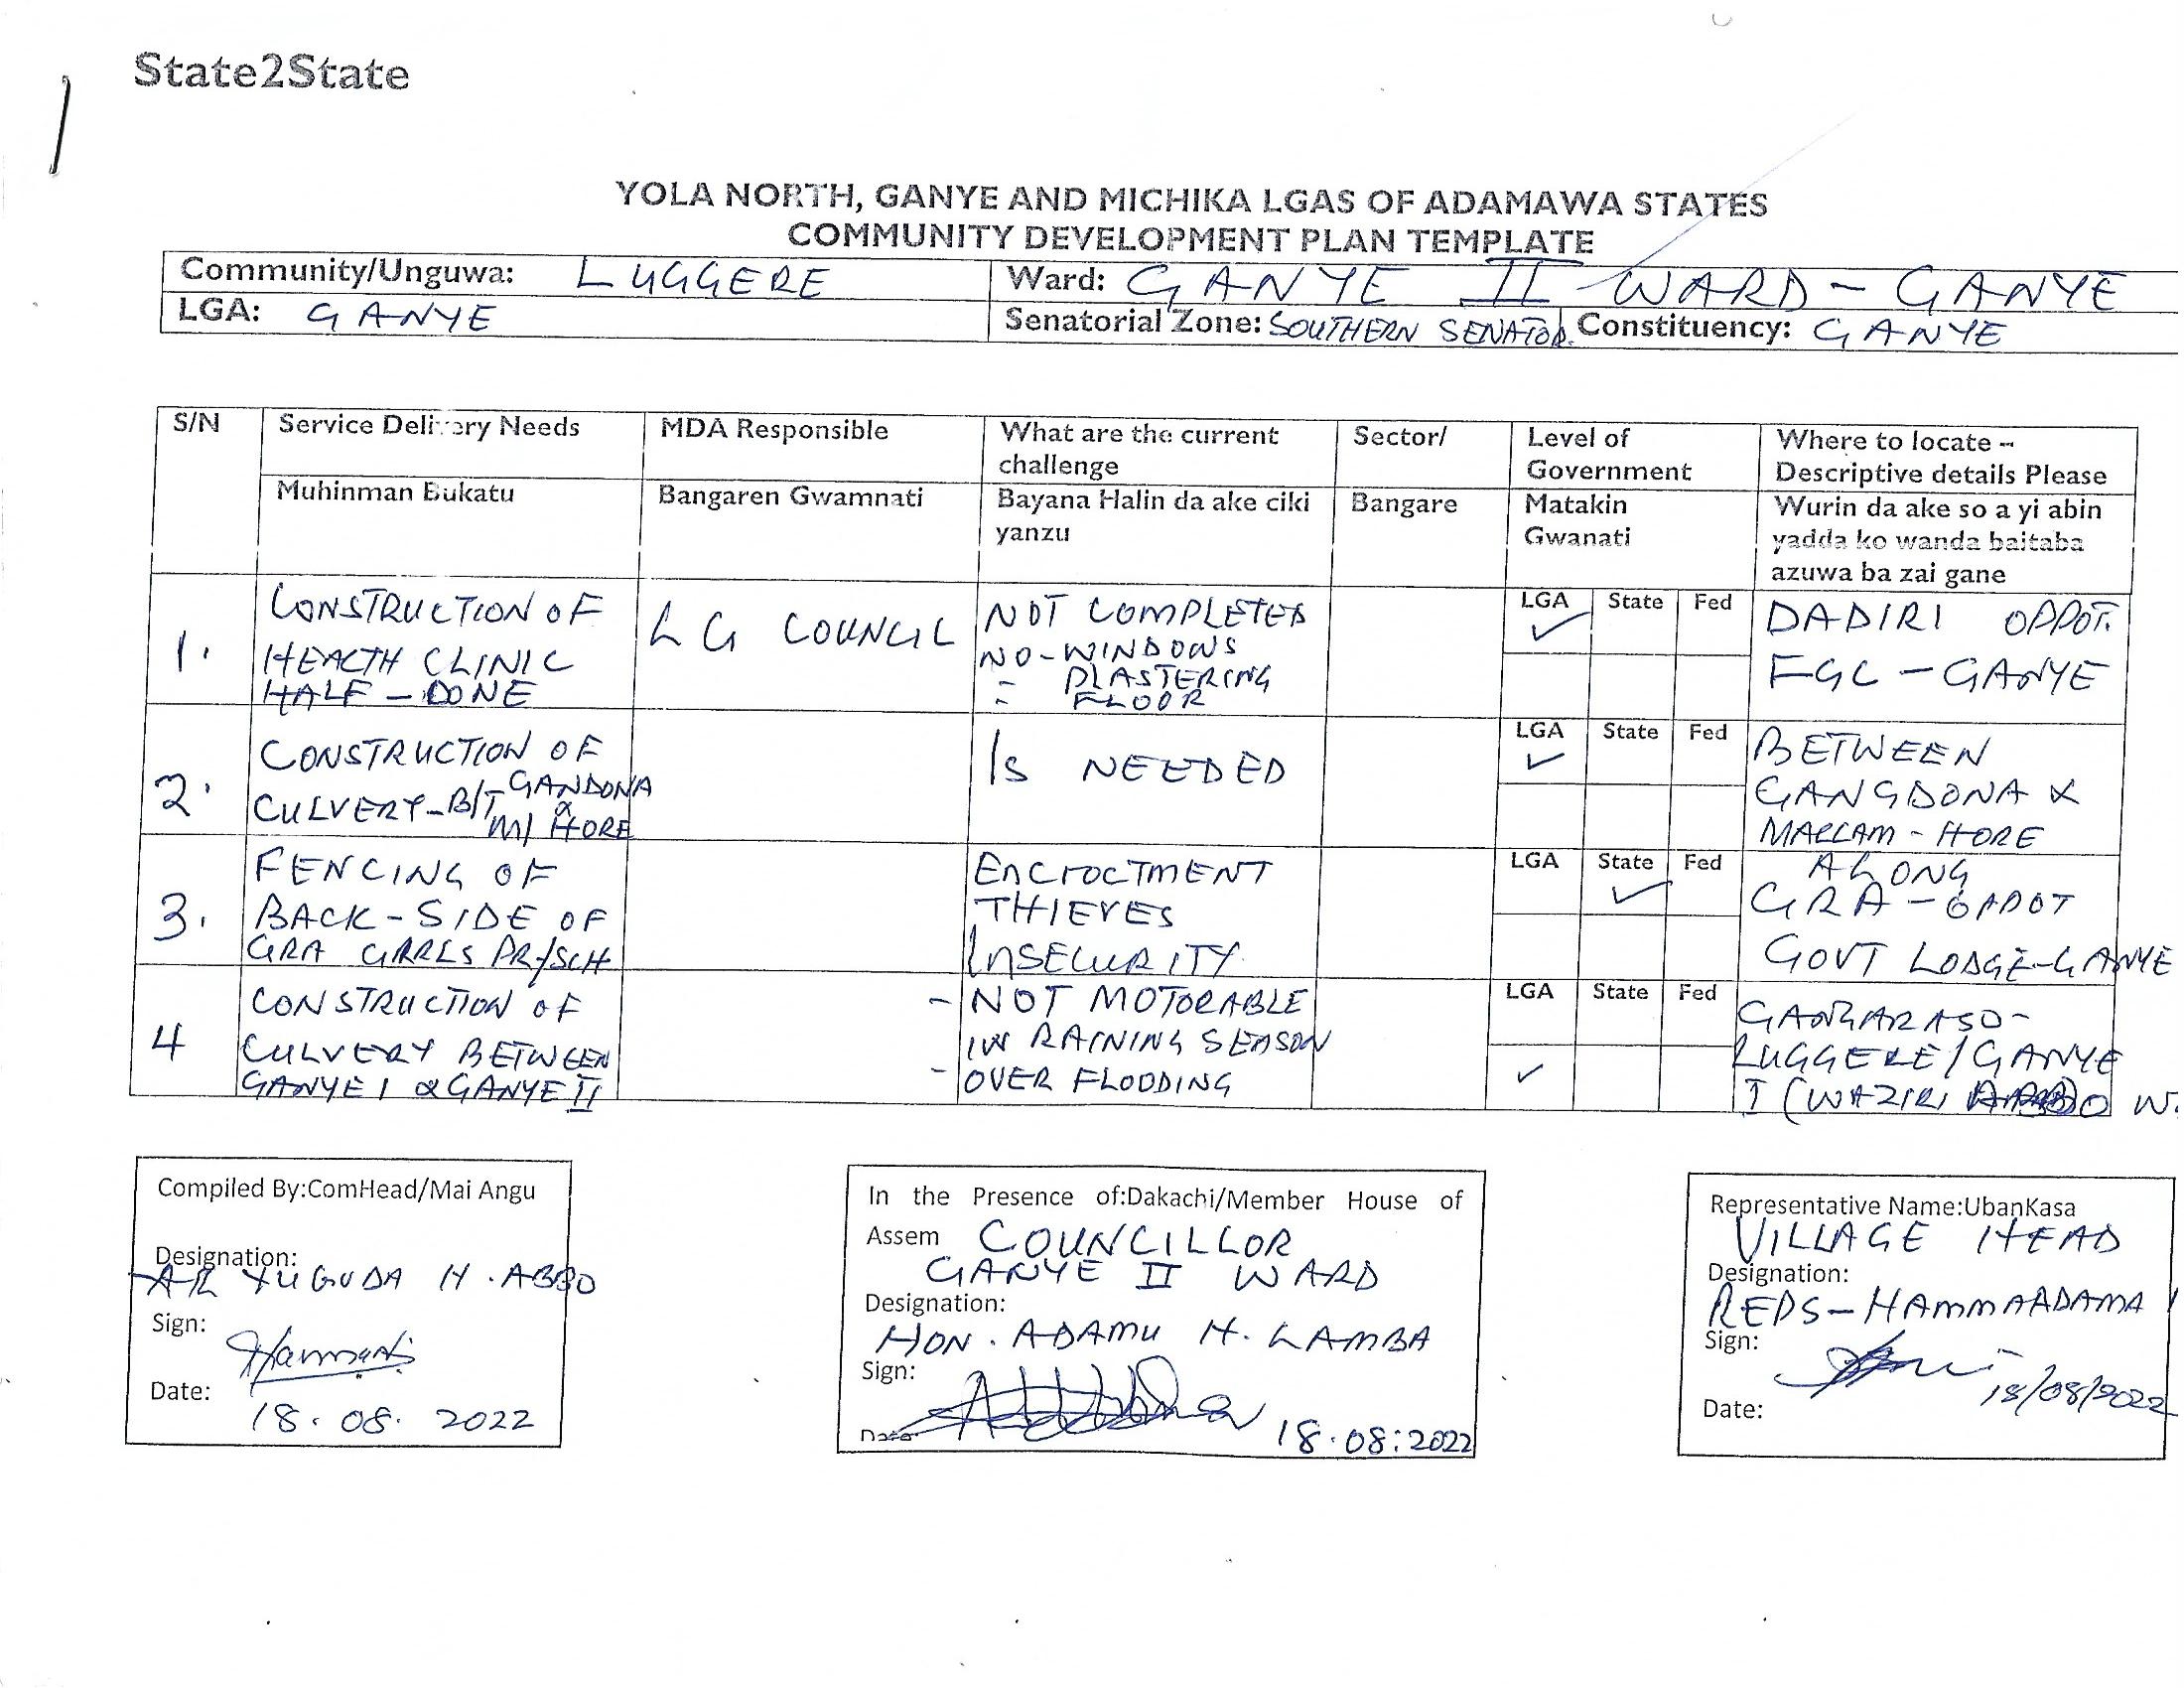 State2State
YOLA NORTH, GANYE AND MICHIKA LGAS OF ADAMAWA STATES
COMMUNITY DEVELOPMENT PLAN TEMPLATE
Community/Unguwa: LUGGERE Ward: GANYE II WARD - GANYE
LGA: GANYE Senatorial Zone: SOUTHERN SENATOR. Constituency: GANYE
S/N Service Delivery Needs MDA Responsible What are the current challenge Sector/ Level of Government Where to locate – Descriptive details Please
Muhinman Bukatu Bangaren Gwamnati Bayana Halin da ake ciki yanzu Bangare Matakin Gwanati Wurin da ake so a yi abin yadda ko wanda baitaba azuwa ba zai gane
1. CONSTRUCTION OF
HEALTH CLINIC
HALF - DONE
LG COUNCIL
NOT COMPLETED
NO - WINDOWS
= PLASTERING
= FLOOR
LGA ✓ State Fed
DADIRI OPPOT.
FGC - GANYE
2. CONSTRUCTION OF
CULVERY - B/T GANDONA
& M/ HORE
IS NEEDED
LGA ✓ State Fed
BETWEEN
GANGDONA &
MALLAM - HORE
3. FENCING OF
BACK - SIDE OF
GRA GIRRLS PR/SCH
ENCROCTMENT
THIEVES
INSECURITY.
LGA State ✓ Fed
ALONG
GRA - OPPOT
GOVT LODGE - GANYE
4 CONSTRUCTION OF
CULVERY BETWEEN
GANYE I & GANYE II
- NOT MOTORABLE
IN RAINING SEASON
- OVER FLOODING
LGA State Fed
✓
LUGGERE / GANYE
I (WAZIRI
Compiled By:ComHead/Mai Angu
Designation:
YUGUDA H. ABBO
Sign:
Date:
18. 08. 2022
In the Presence of:Dakachi/Member House of
Assem COUNCILLOR
GANYE II WARD
Designation:
HON. ADAMU H. LAMBA
Sign:
Date 18.08:2022
Representative Name:UbanKasa
VILLAGE HEAD
Designation:
REPS - HAMMAADAMA
Sign:
18/08/2022
Date: